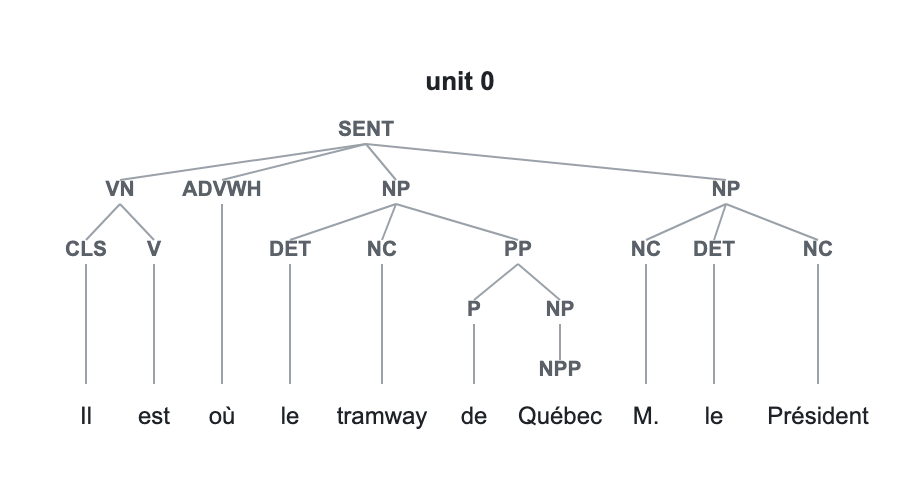 unit 0
SENT
VN ADVWH NP NP
CLS V DET NC PP NC DET NC
P NP
NPP
Il est où le tramway de Québec M. le Président